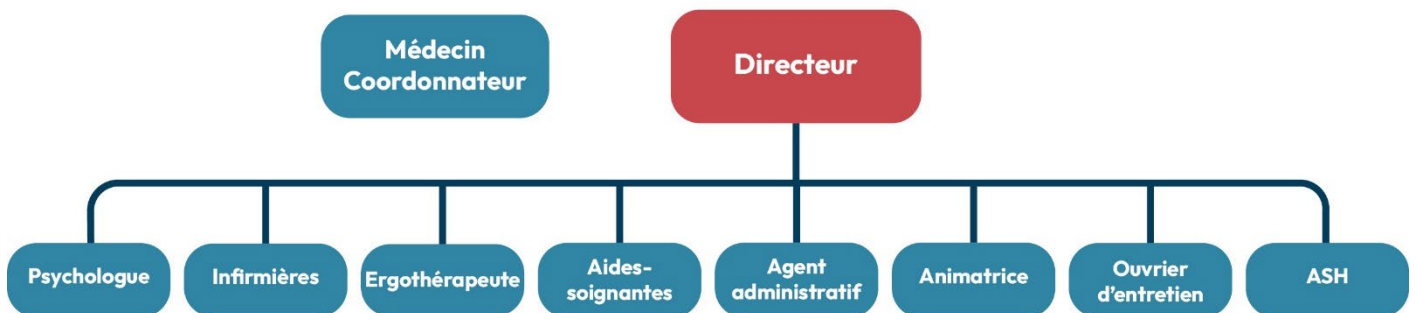 Médecin
Coordonnateur
Directeur
Psychologue
Infirmières
Ergothérapeute
Aides-
soignantes
Agent
administratif
Animatrice
Ouvrier
d'entretien
ASH